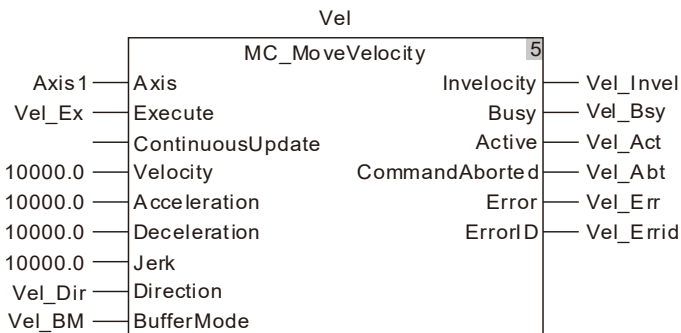 Vel
MC_MoveVelocity 5
Axis1 Axis Invelocity Vel_Invel
Vel_Ex Execute Busy Vel_Bsy
ContinuousUpdate Active Vel_Act
10000.0 Velocity CommandAborted Vel_Abt
10000.0 Acceleration Error Vel_Err
10000.0 Deceleration ErrorID Vel_Errid
10000.0 Jerk
Vel_Dir Direction
Vel_BM BufferMode